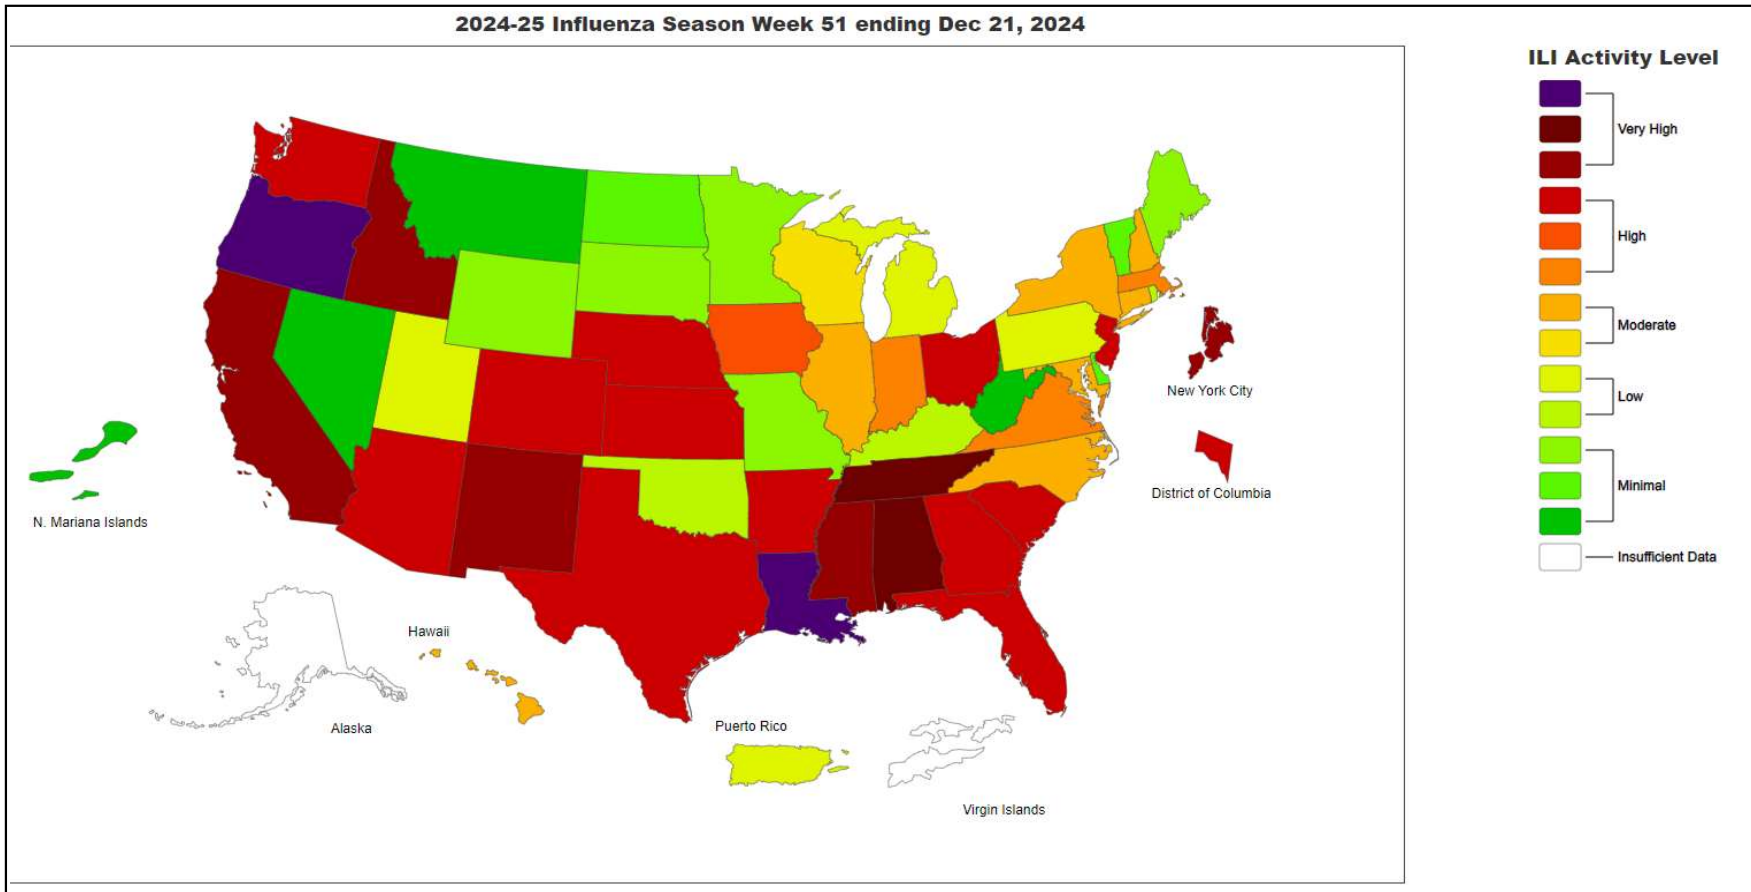 2024-25 Influenza Season Week 51 ending Dec 21, 2024
ILI Activity Level
Very High
High
Moderate
Low
Minimal
Insufficient Data
New York City
District of Columbia
N. Mariana Islands
Hawaii
Alaska
Puerto Rico
Virgin Islands